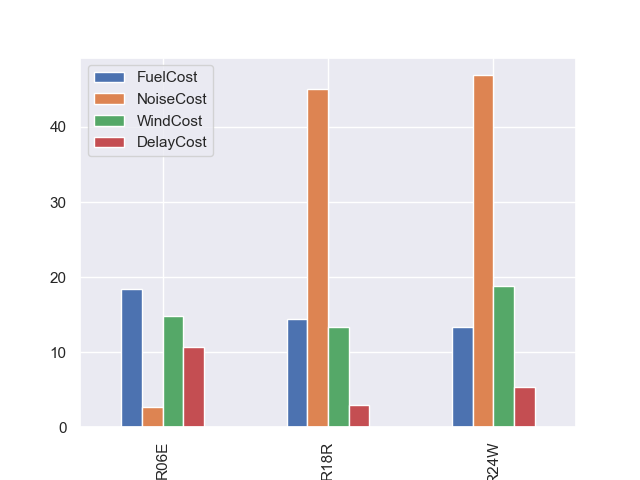 FuelCost
NoiseCost
WindCost
DelayCost
40
30
20
10
0
R06E
R18R
R24W